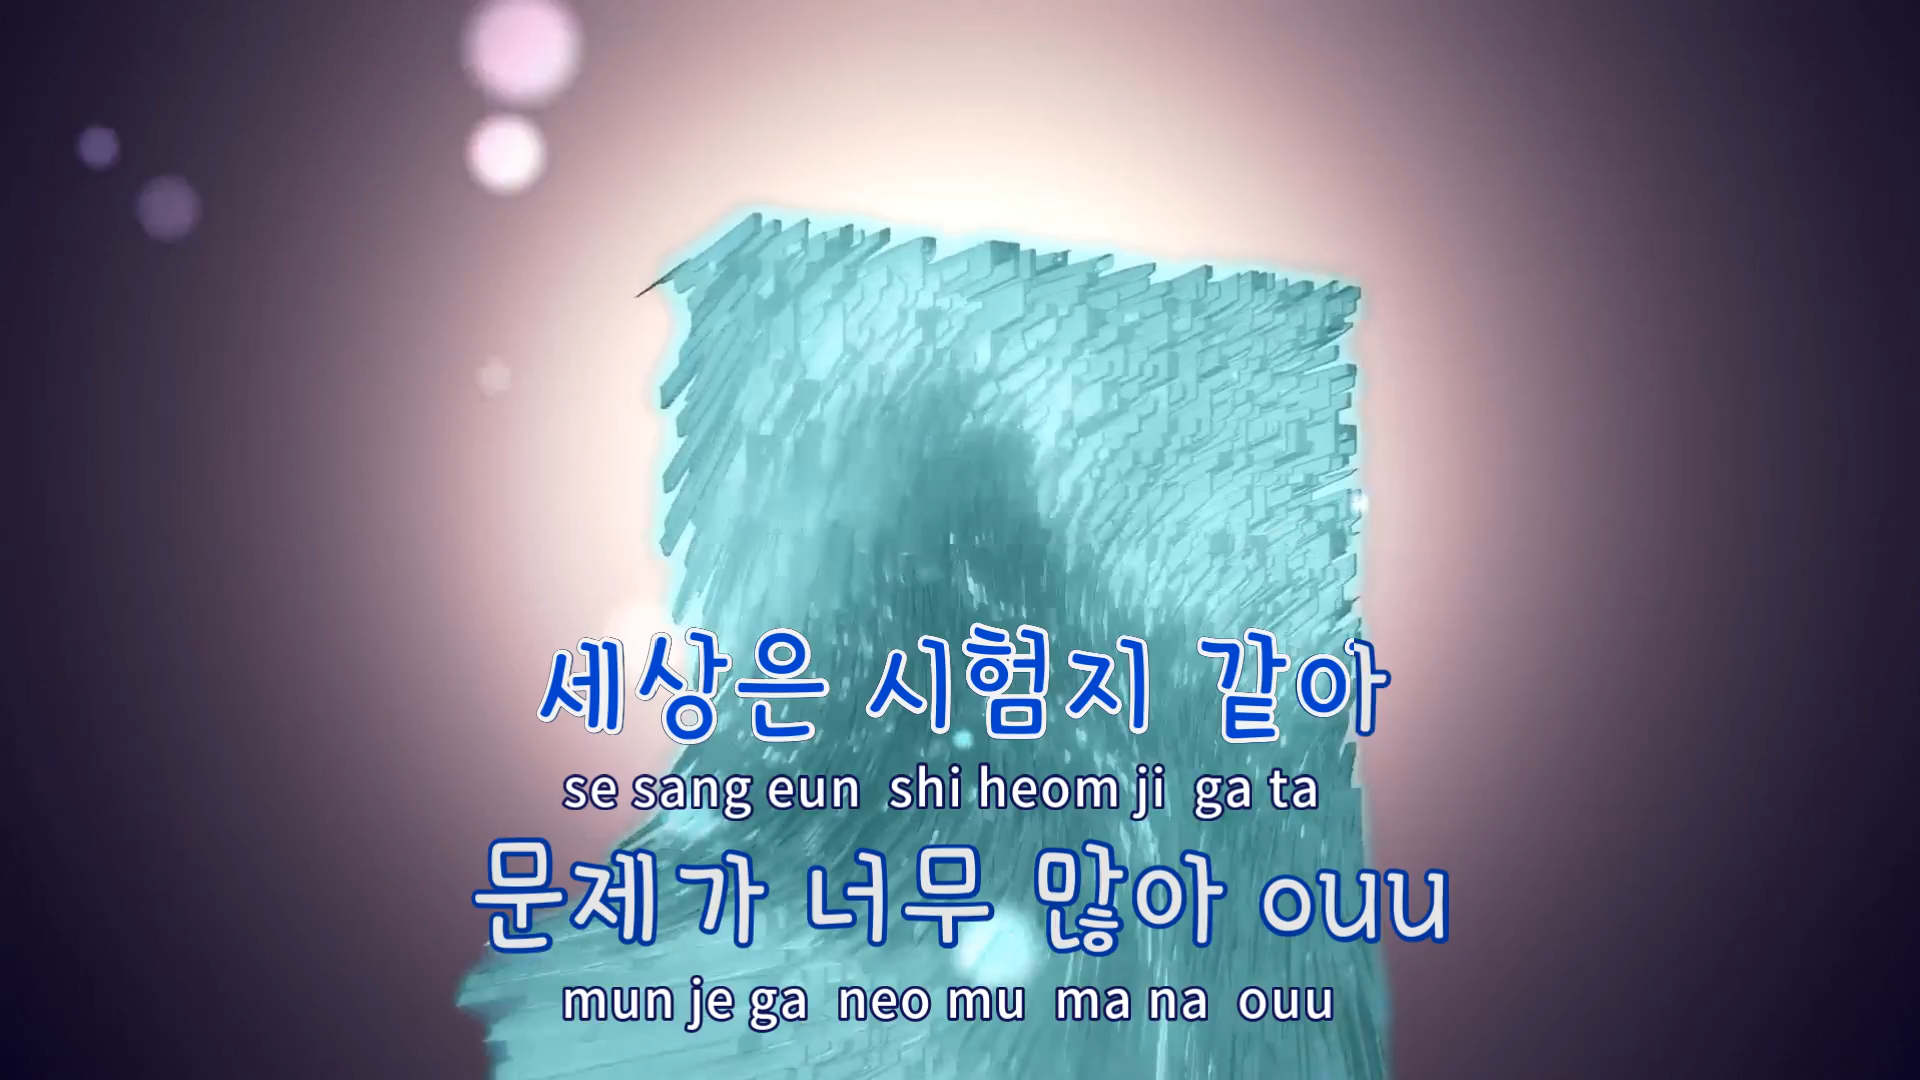 세상은 시험지 같아
se sang eun shi heom ji ga ta
문제가 너무 많아 ouu
mun je ga neo mu ma na ouu